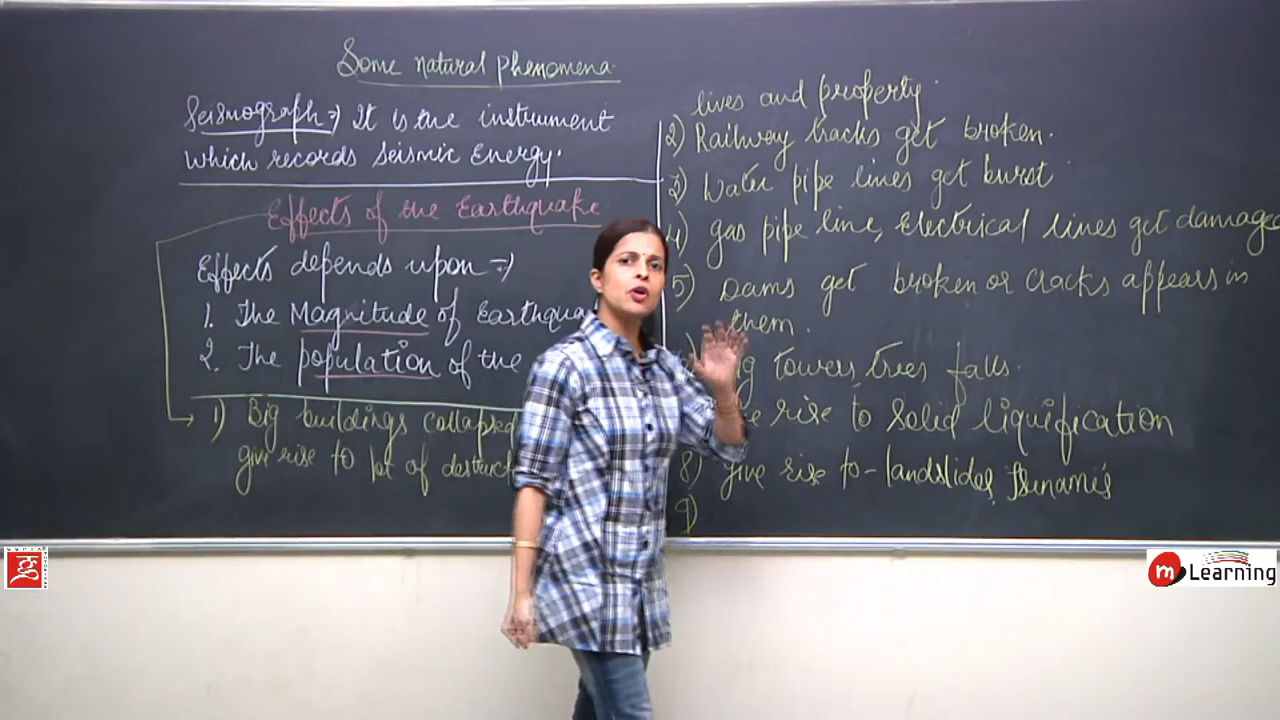 Some natural phenomena.
Seismograph⇒ It is the instrument
which records Seismic Energy.
Effects of the Earthquake
Effects depends upon ⇒
1. The Magnitude of Earthqua
2. The population of the
1) Big buildings collapsed
give rise to lot of destruct
lives and property.
2) Railway tracks get broken.
3) Water pipe lines get burst
4) gas pipe line, Electrical lines get damages
5) Dams get broken or cracks appears in
them.
towers, trees falls.
rise to solid liquification
8) give rise to - landslides, Tsunamis
9)
m Learning